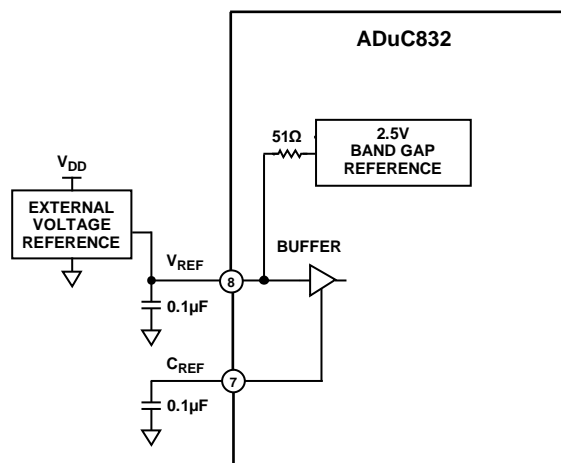 ADuC832
51Ω
2.5V
BAND GAP
REFERENCE
VDD
EXTERNAL
VOLTAGE
REFERENCE
BUFFER
VREF
8
0.1µF
CREF
7
0.1µF